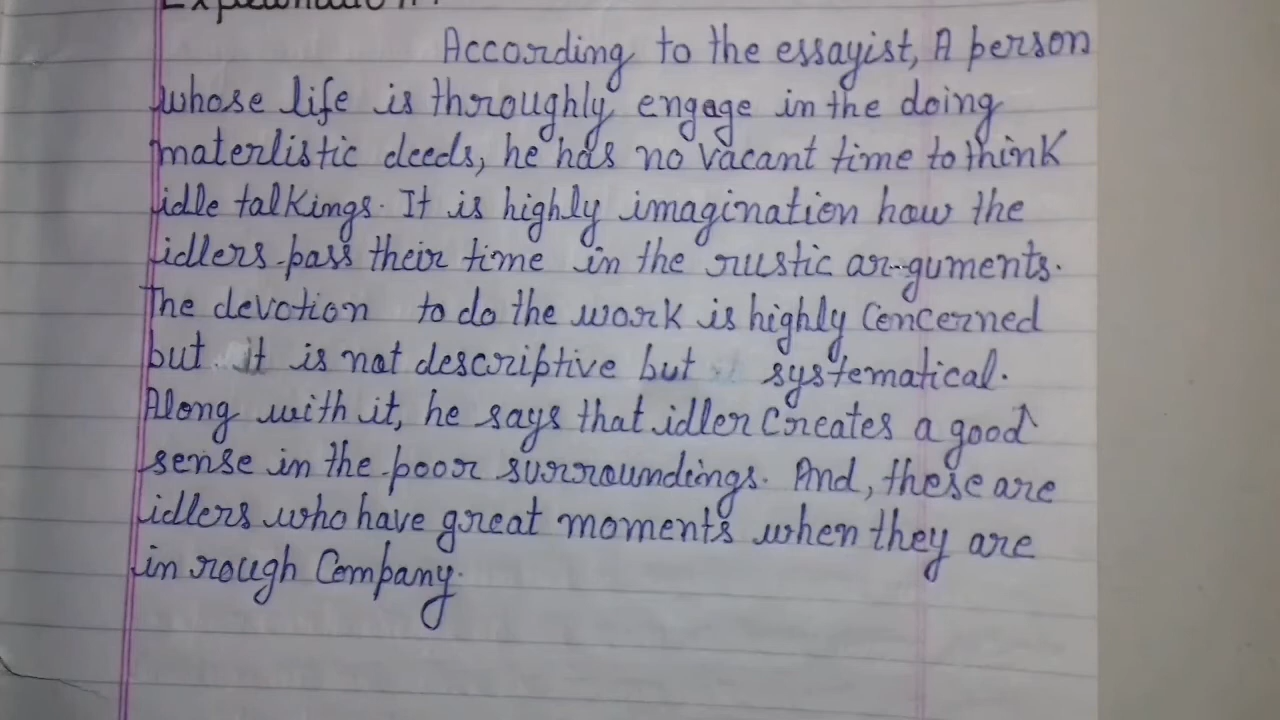 Explanation:
According to the essayist, A person
whose life is throughly engage in the doing
materlistic deeds, he has no vacant time to think
idle talkings. It is highly imagination how the
idlers pass their time in the rustic ar-guments.
The devotion to do the work is highly Concerned
but it is not descriptive but systematical.
Along with it, he says that idler Creates a good
sense in the poor surroundings. And, these are
idlers who have great moments when they are
in rough Company.